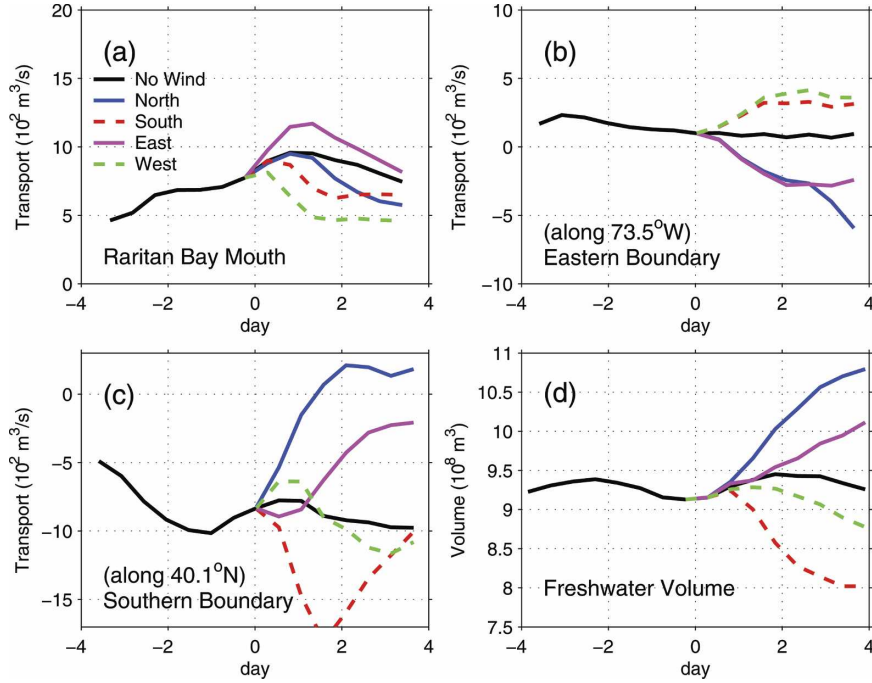 (a)
20
15
10
5
0
Transport (10² m³/s)
No Wind
North
South
East
West
Raritan Bay Mouth
−4 −2 0 2 4
day
(b)
10
5
0
−5
−10
Transport (10² m³/s)
(along 73.5°W)
Eastern Boundary
−4 −2 0 2 4
day
(c)
0
−5
−10
−15
Transport (10² m³/s)
(along 40.1°N)
Southern Boundary
−4 −2 0 2 4
day
(d)
11
10.5
10
9.5
9
8.5
8
7.5
Volume (10⁸ m³)
Freshwater Volume
−4 −2 0 2 4
day